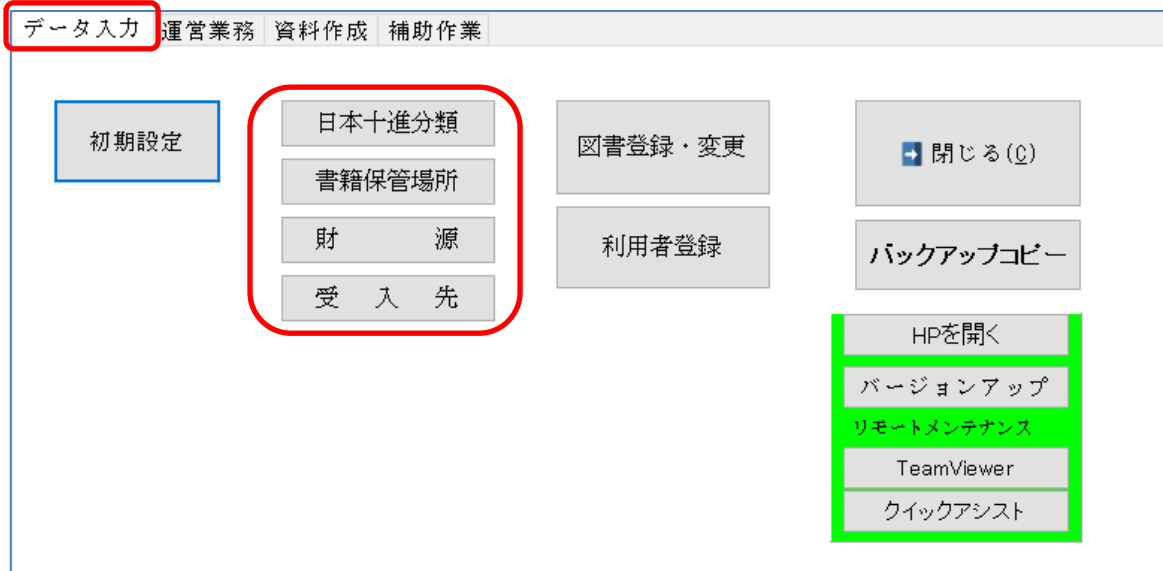 データ入力 運営業務 資料作成 補助作業
初期設定
日本十進分類
書籍保管場所
財 源
受 入 先
図書登録・変更
利用者登録
閉じる(C)
バックアップコピー
HPを開く
バージョンアップ
リモートメンテナンス
TeamViewer
クイックアシスト